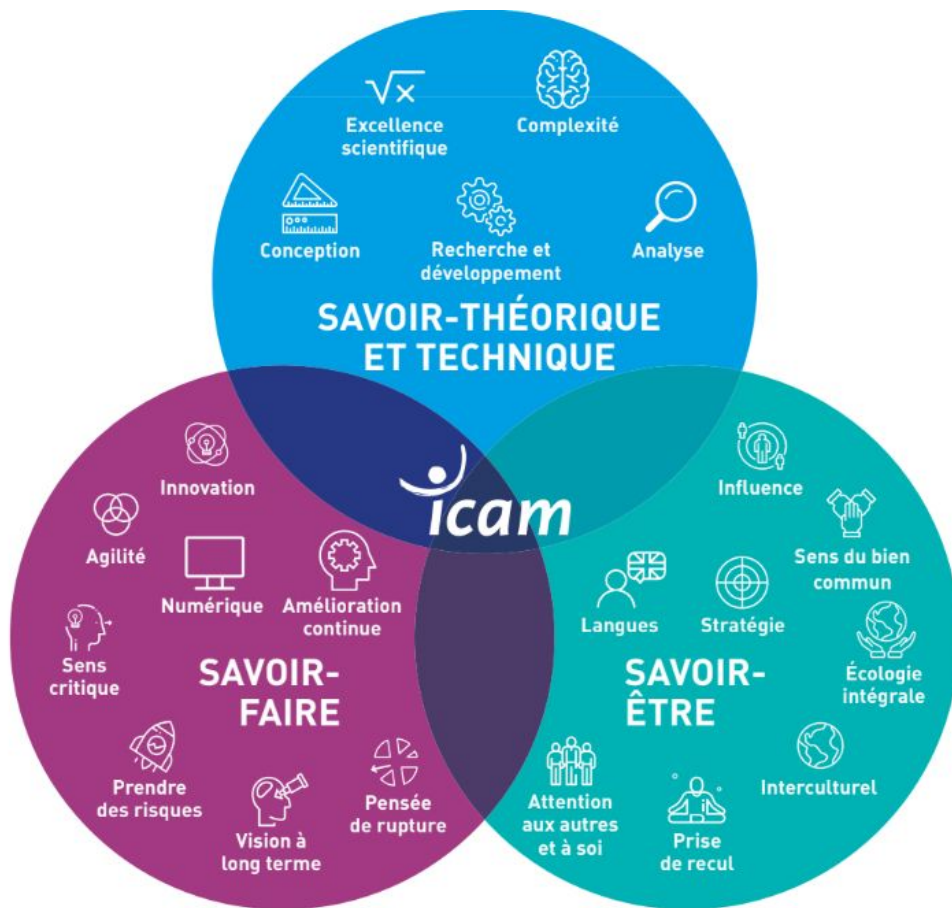 √x
Excellence
scientifique
Complexité
Conception
Recherche et
développement
Analyse
SAVOIR-THÉORIQUE
ET TECHNIQUE
icam
Innovation
Agilité
Numérique
Amélioration
continue
Sens
critique
SAVOIR-
FAIRE
Prendre
des risques
Vision à
long terme
Pensée
de rupture
Influence
Sens du bien
commun
Langues
Stratégie
Écologie
intégrale
SAVOIR-
ÊTRE
Interculturel
Attention
aux autres
et à soi
Prise
de recul